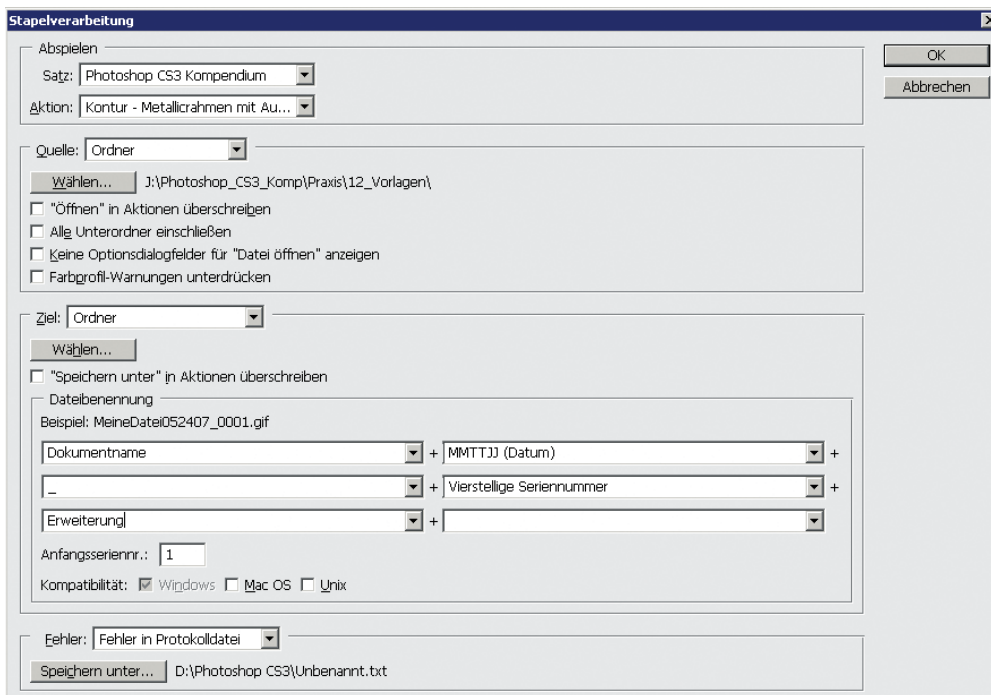 Stapelverarbeitung
Abspielen
Satz: Photoshop CS3 Kompendium
Aktion: Kontur - Metallicrahmen mit Au...
OK
Abbrechen
Quelle: Ordner
Wählen... J:\Photoshop_CS3_Komp\Praxis\12_Vorlagen\
"Öffnen" in Aktionen überschreiben
Alle Unterordner einschließen
Keine Optionsdialogfelder für "Datei öffnen" anzeigen
Farbprofil-Warnungen unterdrücken
Ziel: Ordner
Wählen...
"Speichern unter" in Aktionen überschreiben
Dateibenennung
Beispiel: MeineDatei052407_0001.gif
Dokumentname + MMTTJJ (Datum) +
_ + Vierstellige Seriennummer +
Erweiterung +
Anfangsseriennr.: 1
Kompatibilität: Windows Mac OS Unix
Fehler: Fehler in Protokolldatei
Speichern unter... D:\Photoshop CS3\Unbenannt.txt